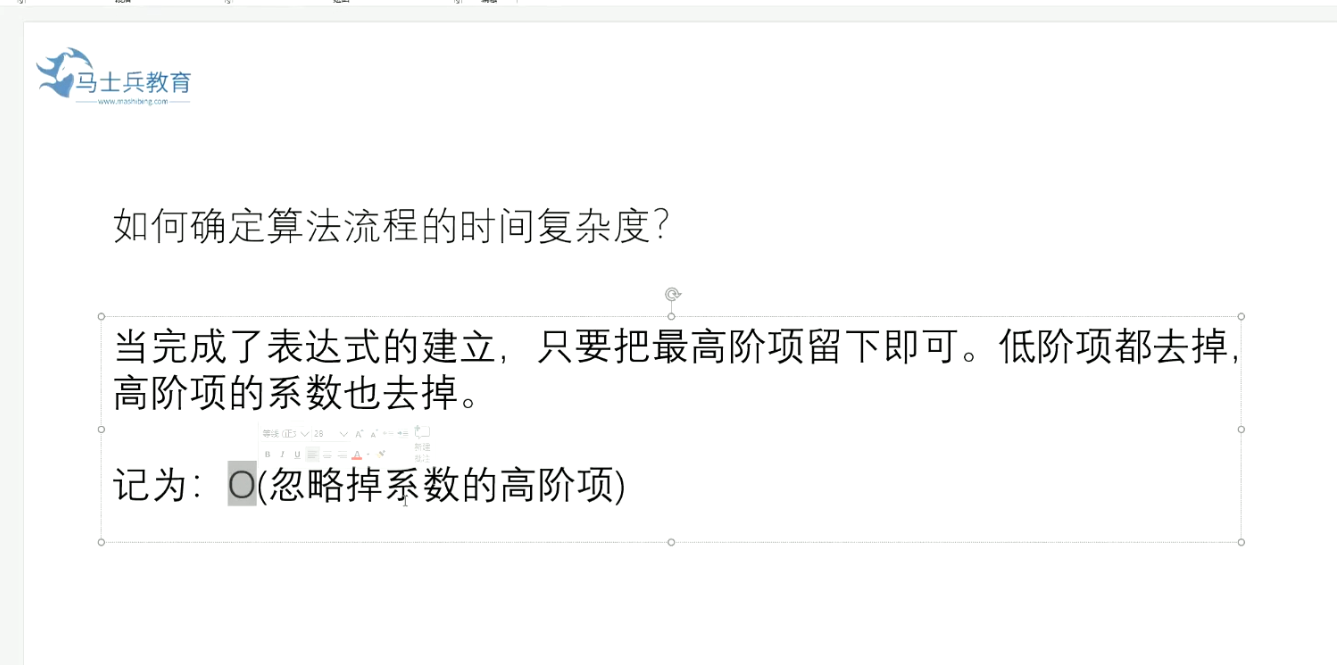 马士兵教育
www.mashibing.com
如何确定算法流程的时间复杂度？
当完成了表达式的建立，只要把最高阶项留下即可。低阶项都去掉，
高阶项的系数也去掉。
28
B I U A
记为：O(忽略掉系数的高阶项)